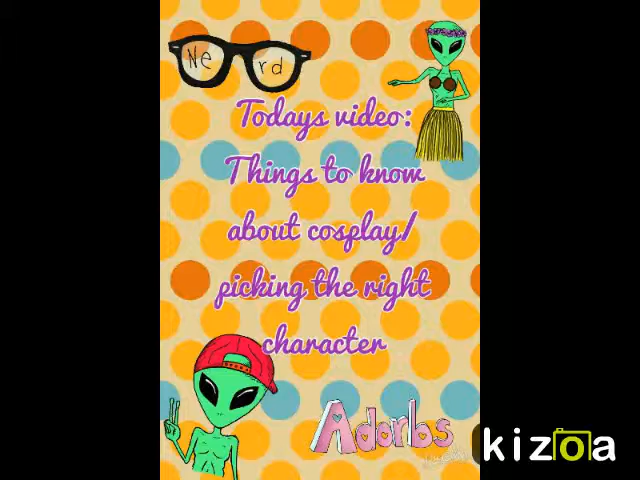 Ne rd
Todays video:
Things to know
about cosplay/
picking the right
character
Adorbs
kizoa